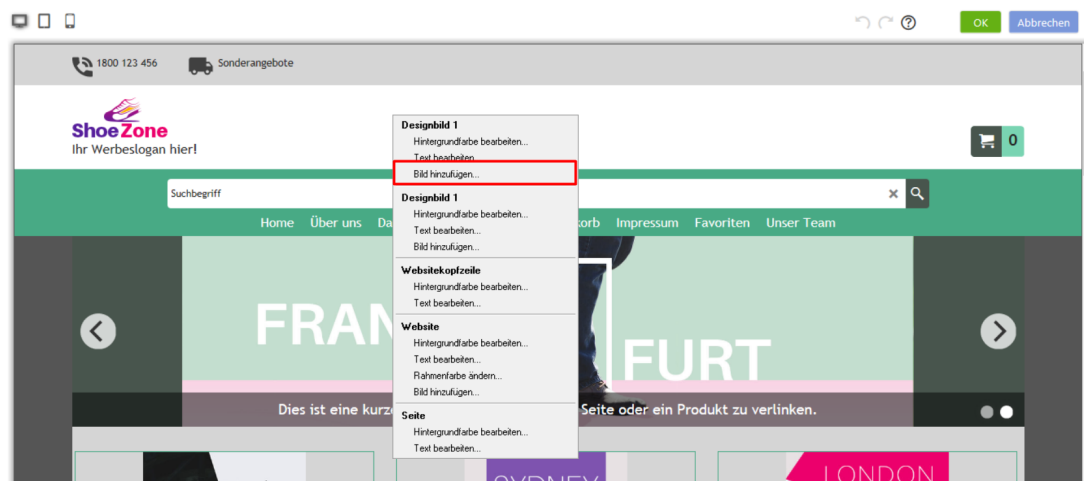 OK
Abbrechen
1800 123 456
Sonderangebote
ShoeZone
Ihr Werbeslogan hier!
0
Designbild 1
Hintergrundfarbe bearbeiten...
Text bearbeiten...
Bild hinzufügen...
Designbild 1
Hintergrundfarbe bearbeiten...
Text bearbeiten...
Bild hinzufügen...
Websitekopfzeile
Hintergrundfarbe bearbeiten...
Text bearbeiten...
Website
Hintergrundfarbe bearbeiten...
Text bearbeiten...
Rahmenfarbe ändern...
Bild hinzufügen...
Seite
Hintergrundfarbe bearbeiten...
Text bearbeiten...
Suchbegriff
Home Über uns Da korb Impressum Favoriten Unser Team
FRAN
FURT
Dies ist eine kurz Seite oder ein Produkt zu verlinken.
SYDNEY
LONDON